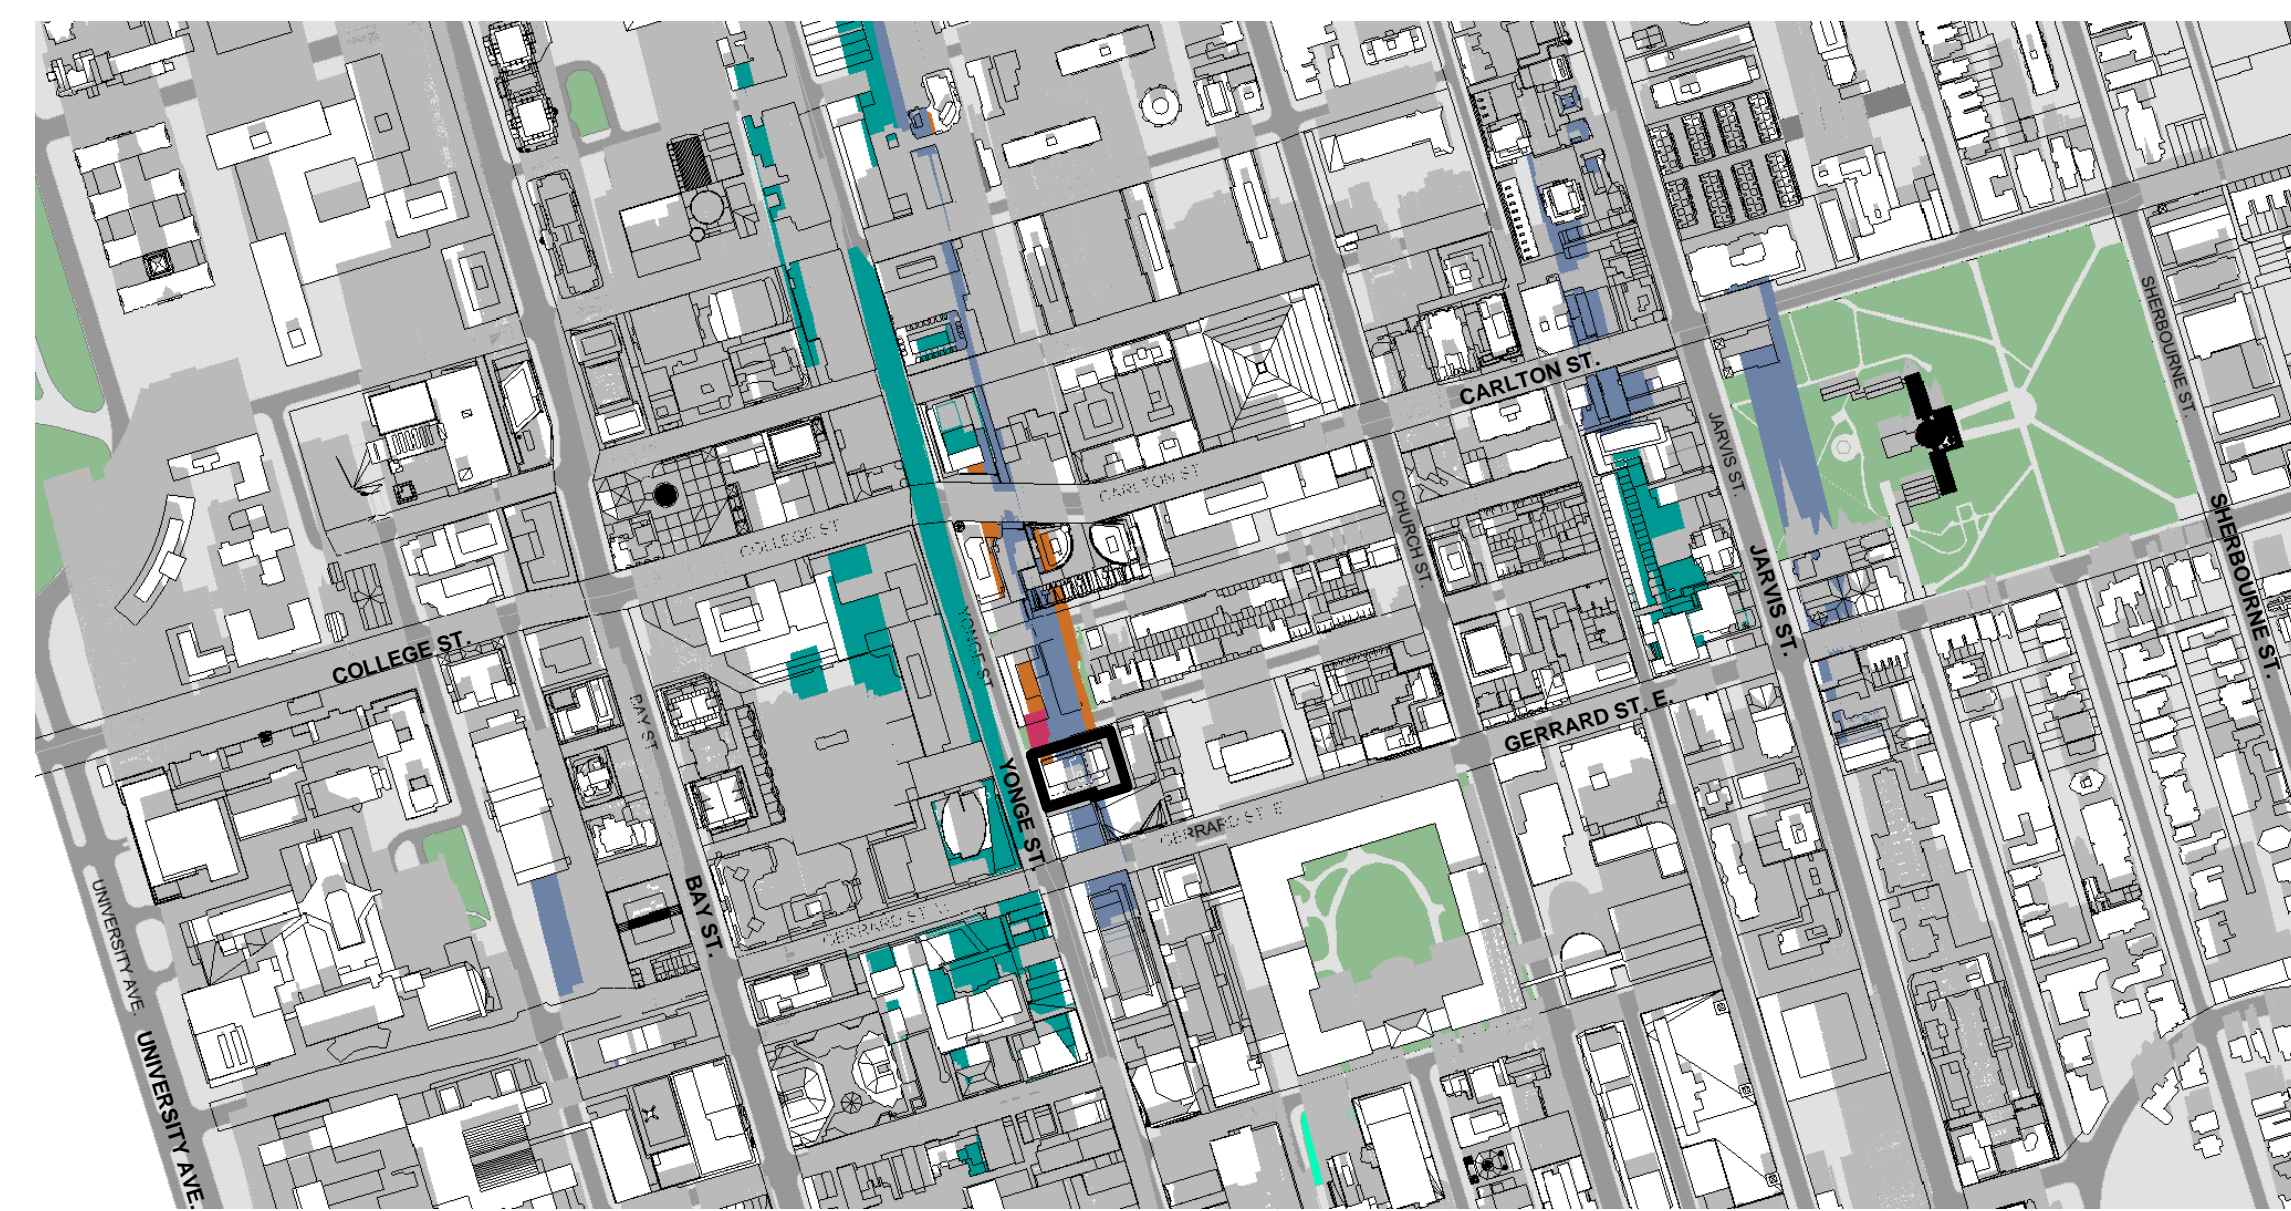 SHERBOURNE ST.
CARLTON ST.
JARVIS ST.
CARLTON ST
CHURCH ST.
COLLEGE ST
SHERBOURNE ST.
JARVIS ST.
YONGE ST.
COLLEGE ST.
BAY ST.
GERRARD ST. E.
YONGE ST.
GERRARD ST E
UNIVERSITY AVE.
BAY ST.
GERRARD ST W
UNIVERSITY AVE.